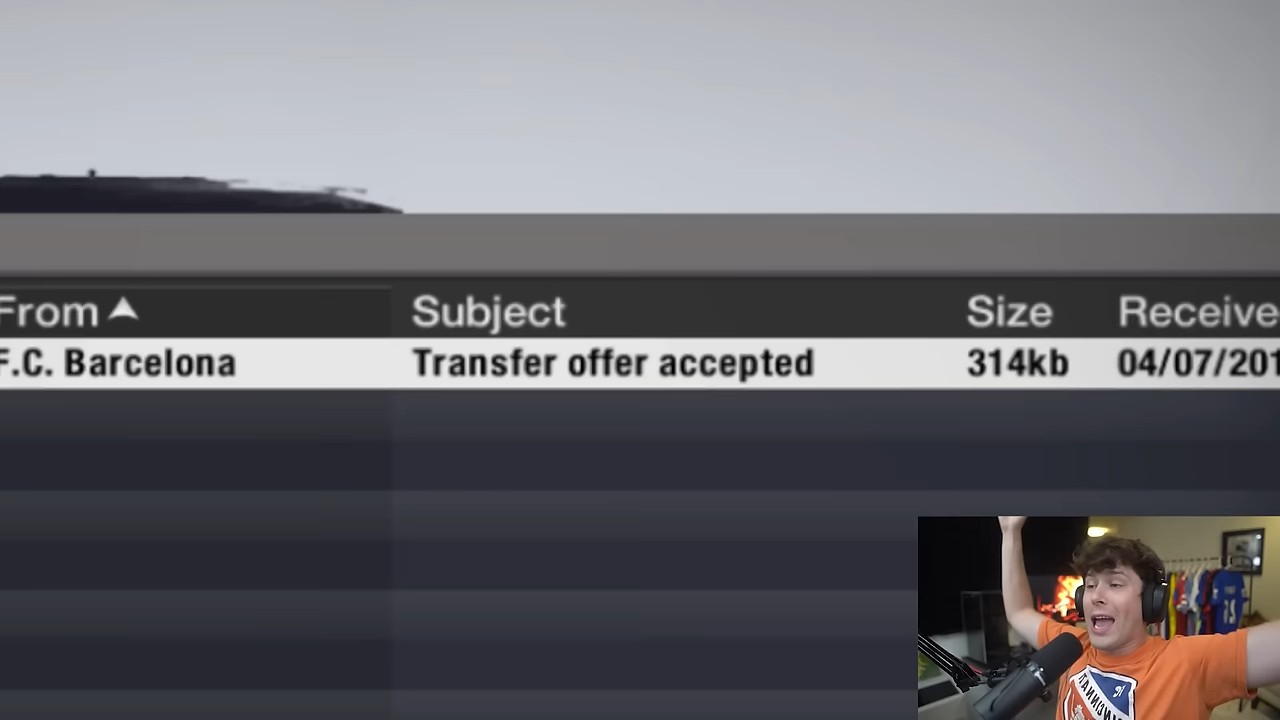 From Subject Size Receive
F.C. Barcelona Transfer offer accepted 314kb 04/07/201